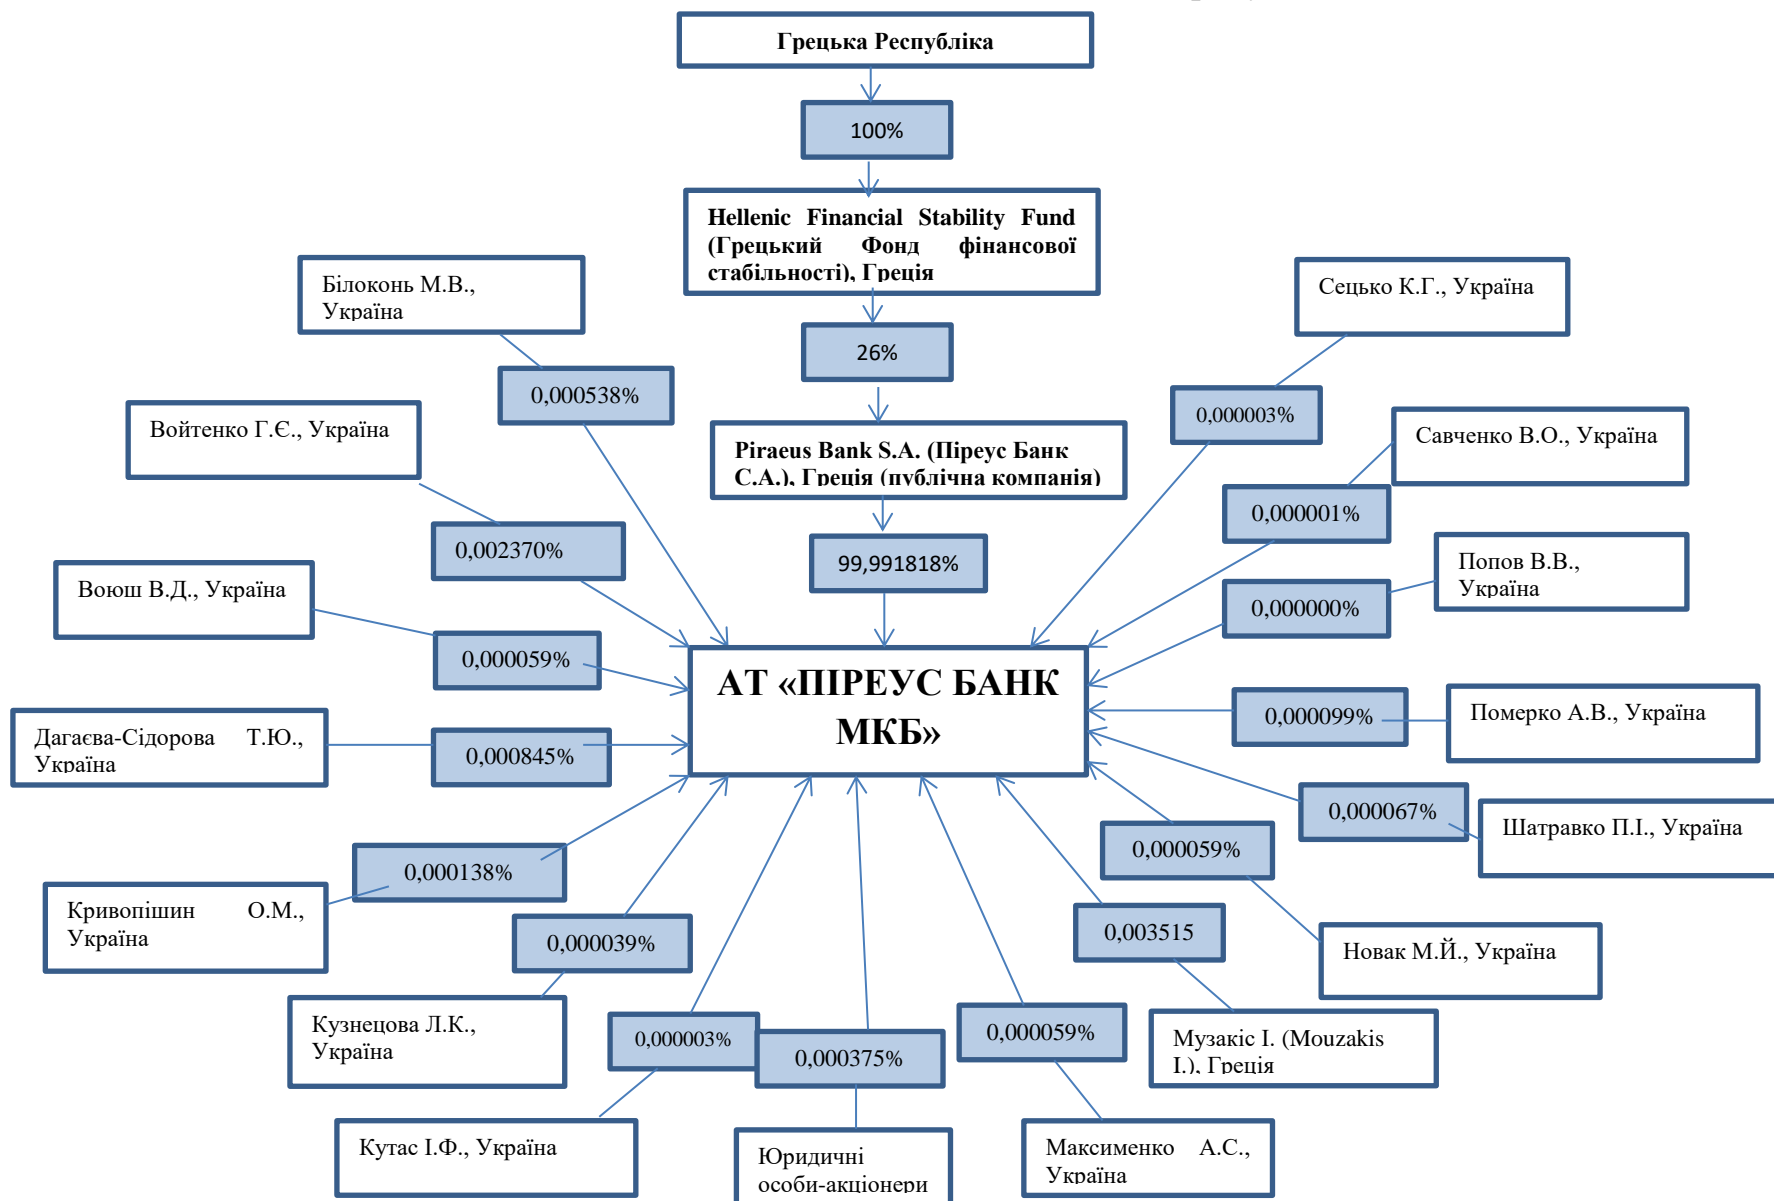 Грецька Республіка
100%
Hellenic Financial Stability Fund
(Грецький Фонд фінансової
стабільності), Греція
26%
Piraeus Bank S.A. (Піреус Банк
С.А.), Греція (публічна компанія)
99,991818%
АТ «ПІРЕУС БАНК
МКБ»
Білоконь М.В.,
Україна
0,000538%
Войтенко Г.Є., Україна
0,002370%
Воюш В.Д., Україна
0,000059%
Дагаєва-Сідорова Т.Ю.,
Україна
0,000845%
Кривопішин О.М.,
Україна
0,000138%
Кузнецова Л.К.,
Україна
0,000039%
Кутас І.Ф., Україна
0,000003%
Юридичні
особи-акціонери
0,000375%
Максименко А.С.,
Україна
0,000059%
Музакіс І. (Mouzakis
I.), Греція
0,003515
Новак М.Й., Україна
0,000059%
Шатравко П.І., Україна
0,000067%
Померко А.В., Україна
0,000099%
Попов В.В.,
Україна
0,000000%
Савченко В.О., Україна
0,000001%
Сецько К.Г., Україна
0,000003%